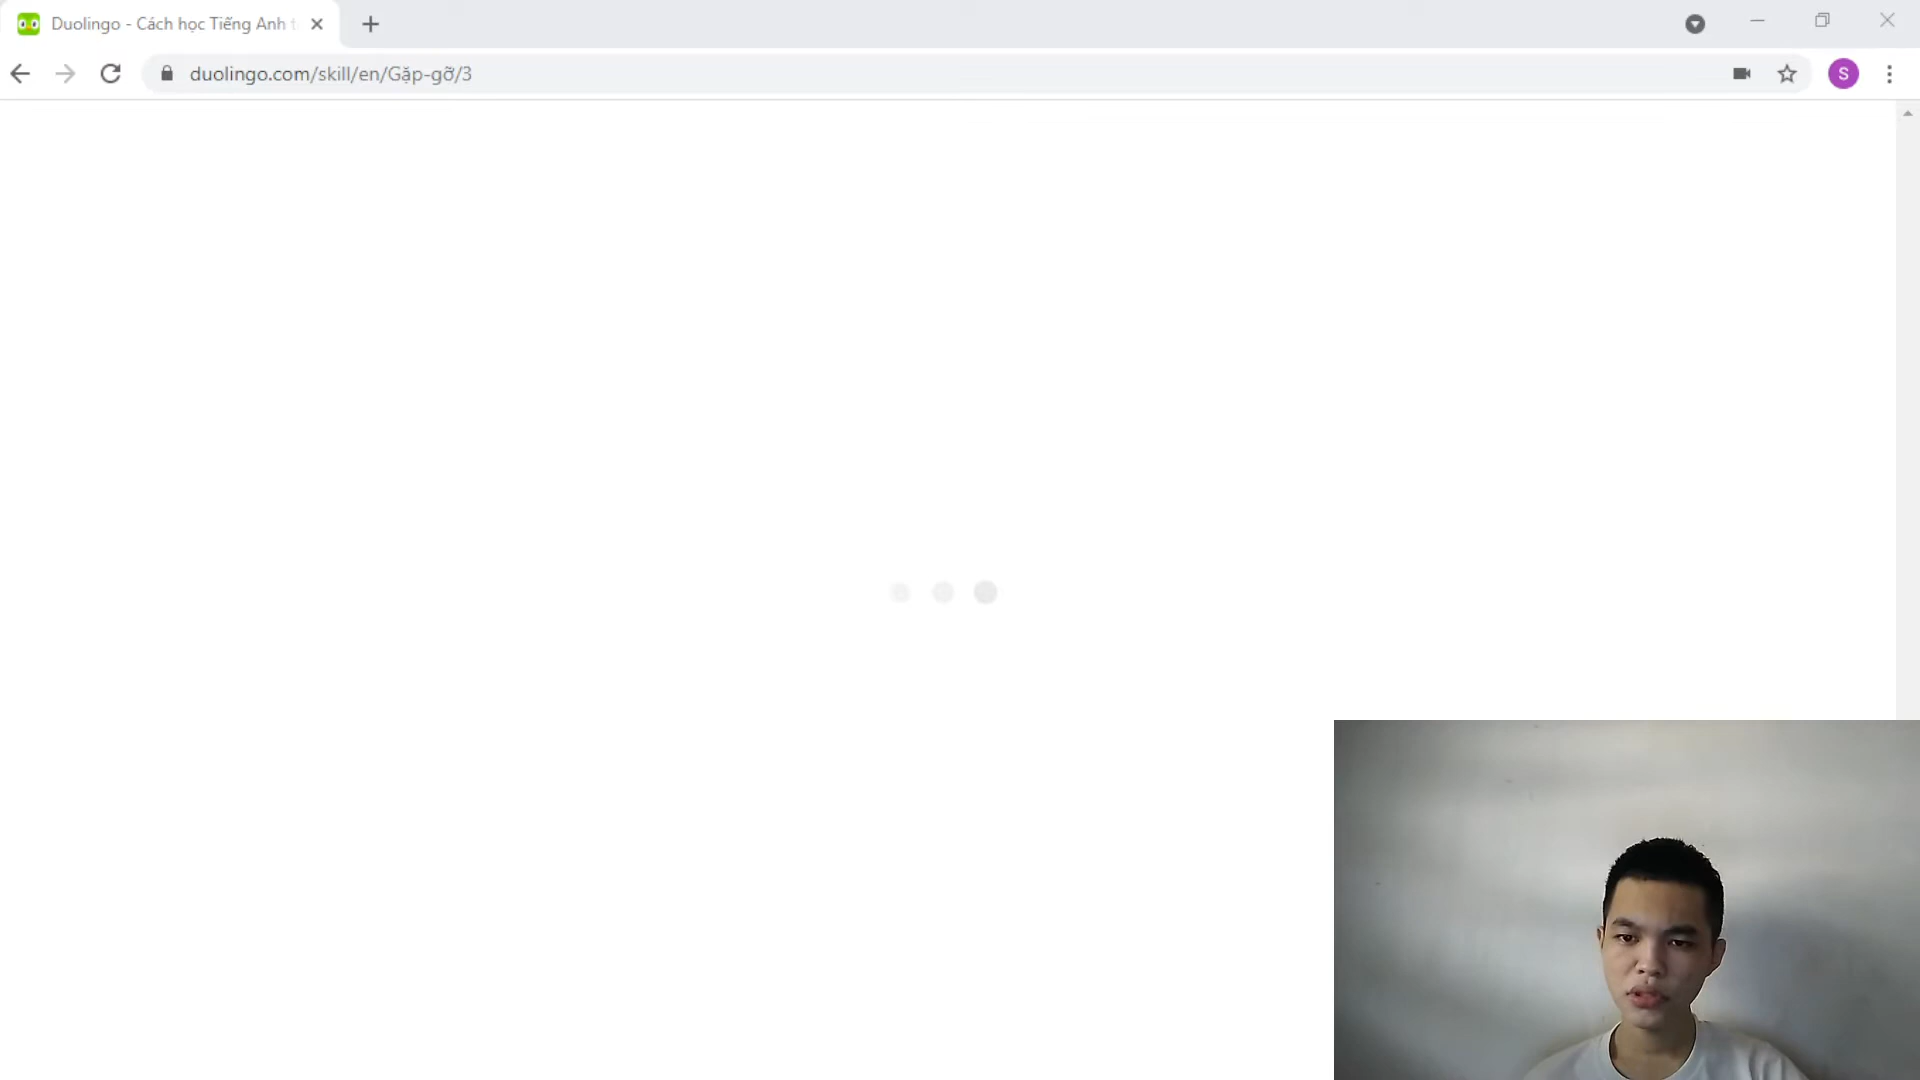 Duolingo - Cách học Tiếng Anh t
duolingo.com/skill/en/Gặp-gỡ/3
S